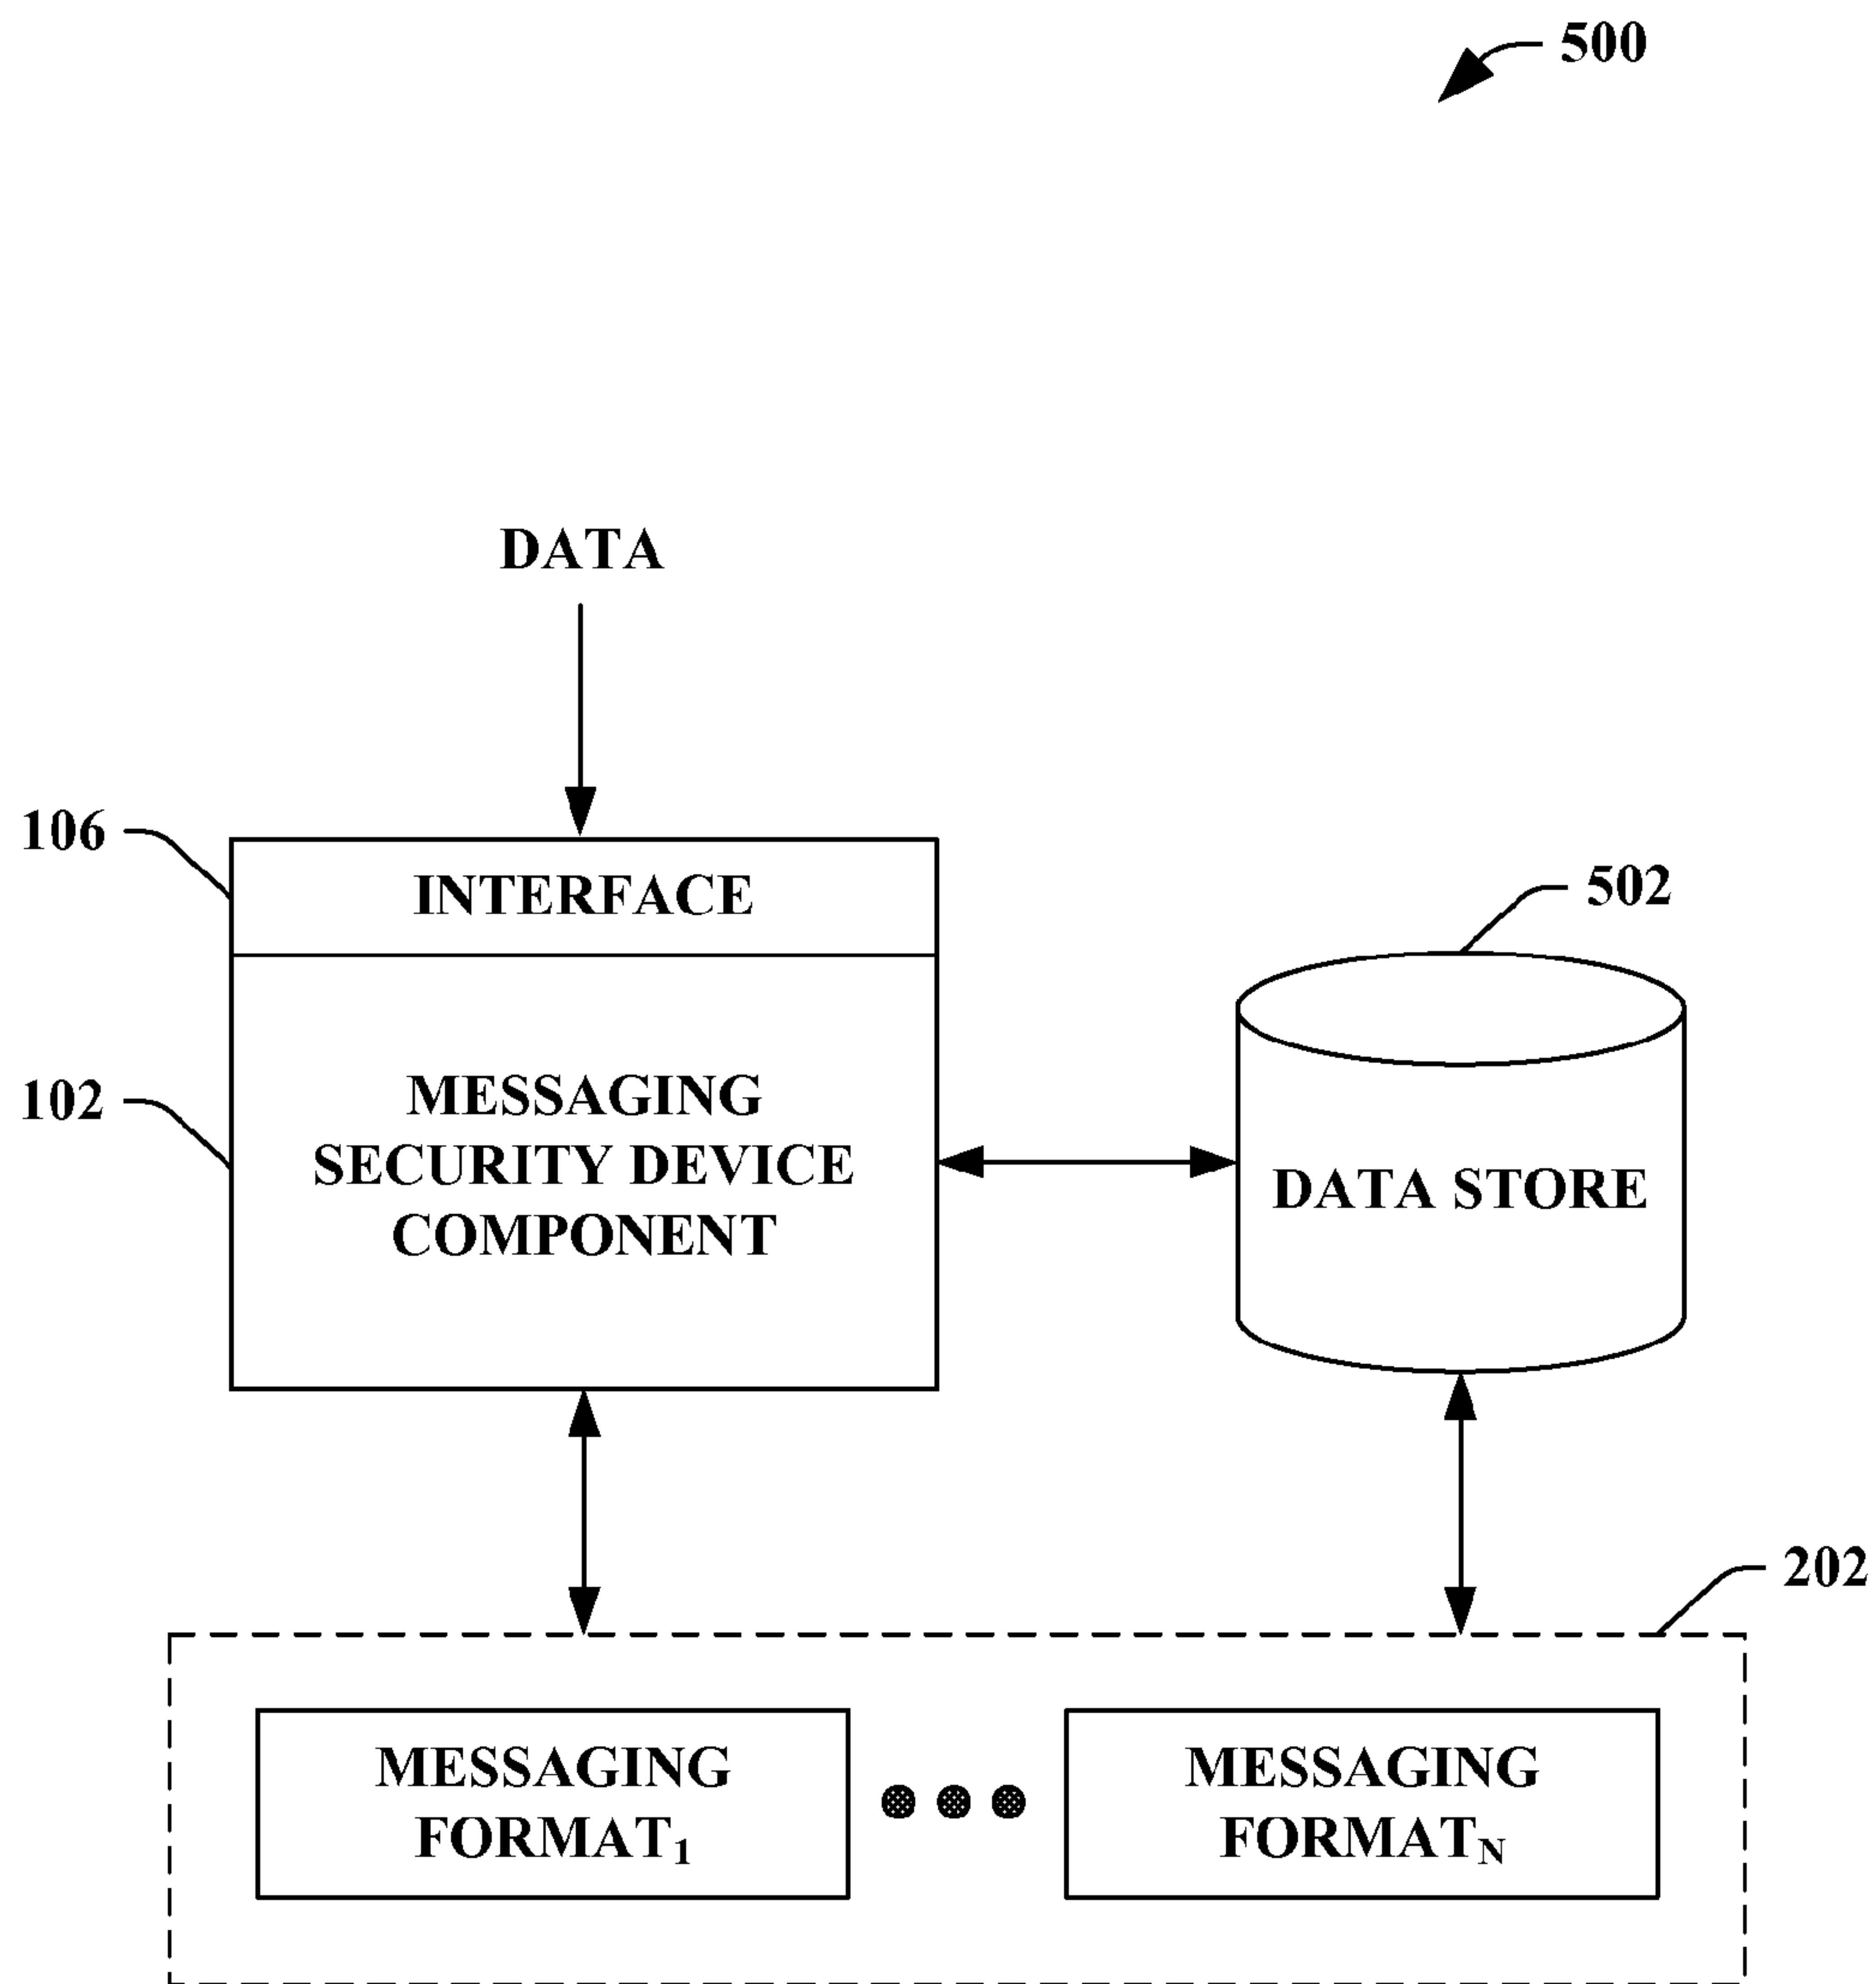 500
DATA
106
INTERFACE
502
102
MESSAGING
SECURITY DEVICE
COMPONENT
DATA STORE
202
MESSAGING
FORMAT₁
MESSAGING
FORMATN